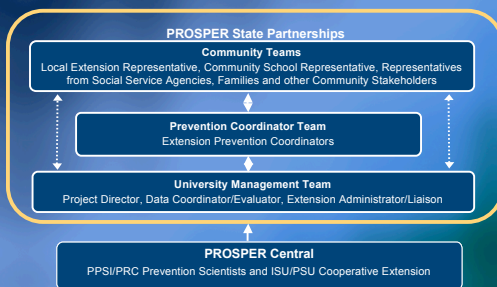 PROSPER State Partnerships
Community Teams
Local Extension Representative, Community School Representative, Representatives
from Social Service Agencies, Families and other Community Stakeholders
Prevention Coordinator Team
Extension Prevention Coordinators
University Management Team
Project Director, Data Coordinator/Evaluator, Extension Administrator/Liaison
PROSPER Central
PPSI/PRC Prevention Scientists and ISU/PSU Cooperative Extension